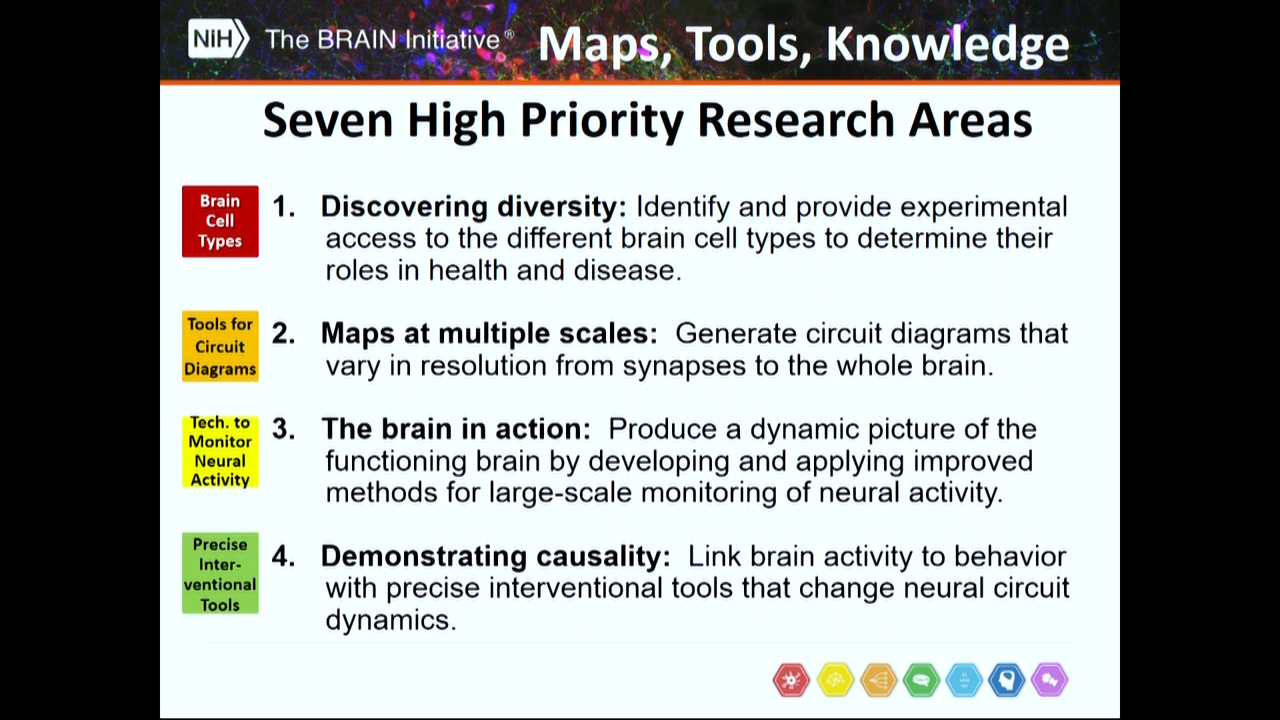 NIH The BRAIN Initiative® Maps, Tools, Knowledge
Seven High Priority Research Areas
Brain
Cell
Types
1. Discovering diversity: Identify and provide experimental
access to the different brain cell types to determine their
roles in health and disease.
Tools for
Circuit
Diagrams
2. Maps at multiple scales: Generate circuit diagrams that
vary in resolution from synapses to the whole brain.
Tech. to
Monitor
Neural
Activity
3. The brain in action: Produce a dynamic picture of the
functioning brain by developing and applying improved
methods for large-scale monitoring of neural activity.
Precise
Inter-
ventional
Tools
4. Demonstrating causality: Link brain activity to behavior
with precise interventional tools that change neural circuit
dynamics.